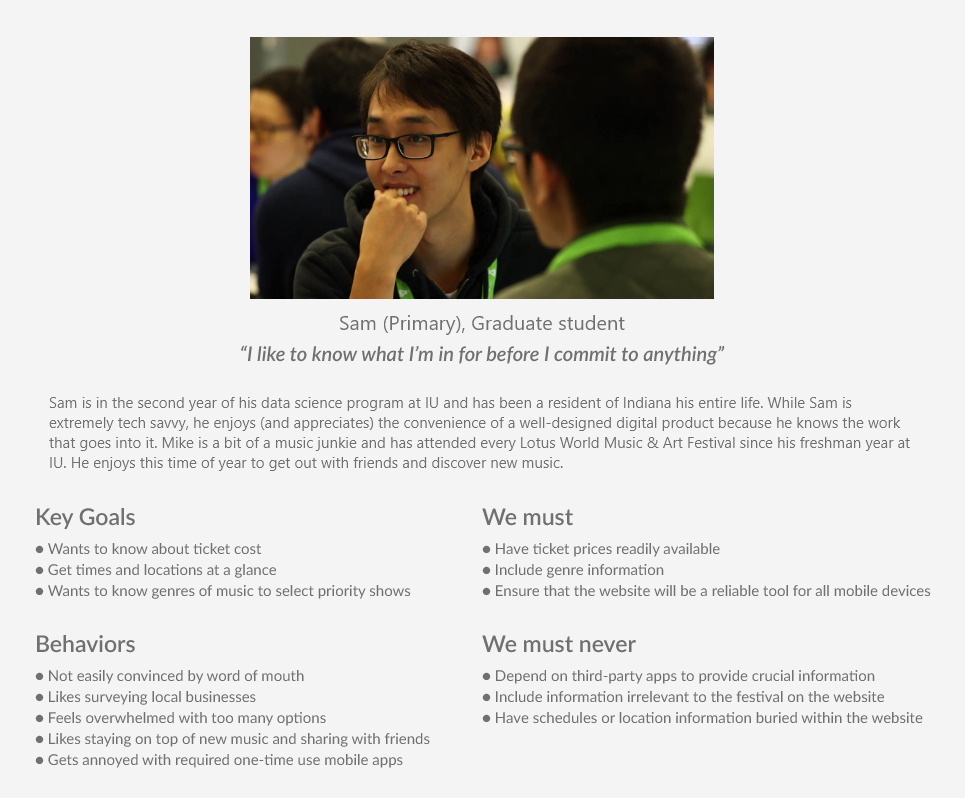 Sam (Primary), Graduate student
“I like to know what I’m in for before I commit to anything”
Sam is in the second year of his data science program at IU and has been a resident of Indiana his entire life. While Sam is
extremely tech savvy, he enjoys (and appreciates) the convenience of a well-designed digital product because he knows the work
that goes into it. Mike is a bit of a music junkie and has attended every Lotus World Music & Art Festival since his freshman year at
IU. He enjoys this time of year to get out with friends and discover new music.
Key Goals
● Wants to know about ticket cost
● Get times and locations at a glance
● Wants to know genres of music to select priority shows
We must
● Have ticket prices readily available
● Include genre information
● Ensure that the website will be a reliable tool for all mobile devices
Behaviors
● Not easily convinced by word of mouth
● Likes surveying local businesses
● Feels overwhelmed with too many options
● Likes staying on top of new music and sharing with friends
● Gets annoyed with required one-time use mobile apps
We must never
● Depend on third-party apps to provide crucial information
● Include information irrelevant to the festival on the website
● Have schedules or location information buried within the website